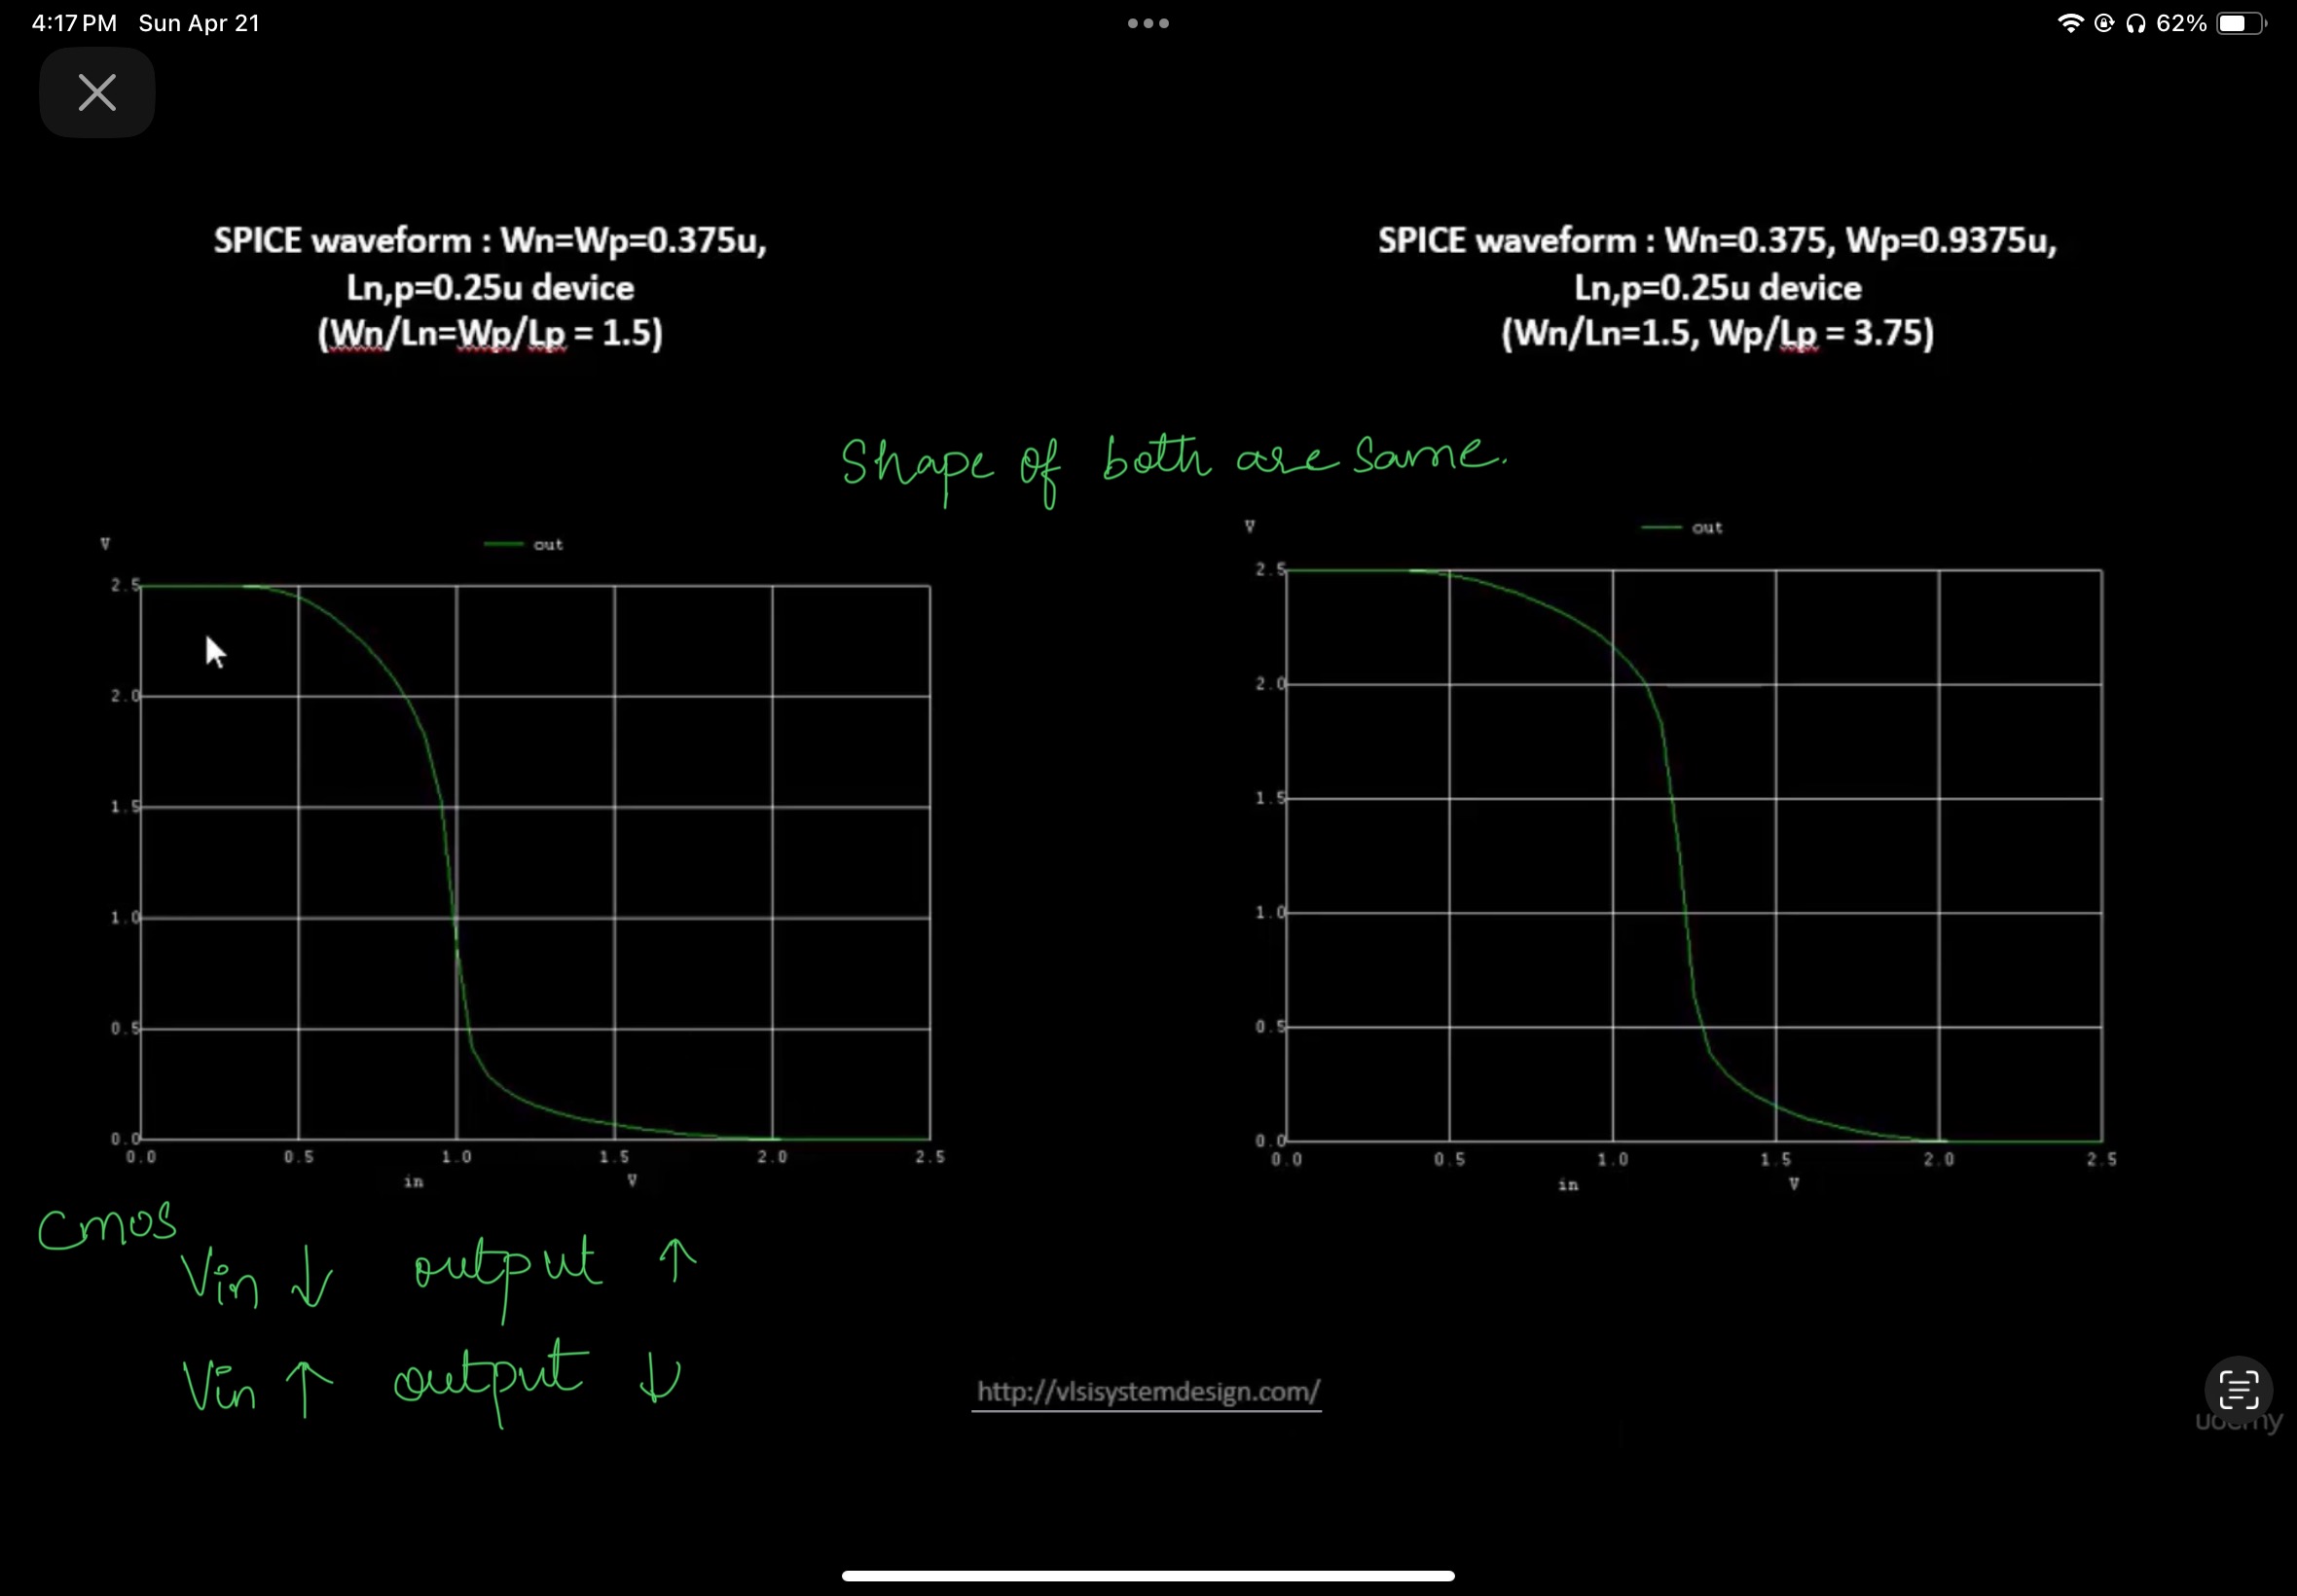 4:17 PM Sun Apr 21
62%
SPICE waveform : Wn=Wp=0.375u,
Ln,p=0.25u device
(Wn/Ln=Wp/Lp = 1.5)
SPICE waveform : Wn=0.375, Wp=0.9375u,
Ln,p=0.25u device
(Wn/Ln=1.5, Wp/Lp = 3.75)
Shape of both are same.
V
out
2.5
2.0
1.5
1.0
0.5
0.0
0.0 0.5 1.0 1.5 2.0 2.5
in V
V
out
2.5
2.0
1.5
1.0
0.5
0.0
0.0 0.5 1.0 1.5 2.0 2.5
in V
Cmos
Vin ↓ output ↑
Vin ↑ output ↓
http://vlsisystemdesign.com/
udemy